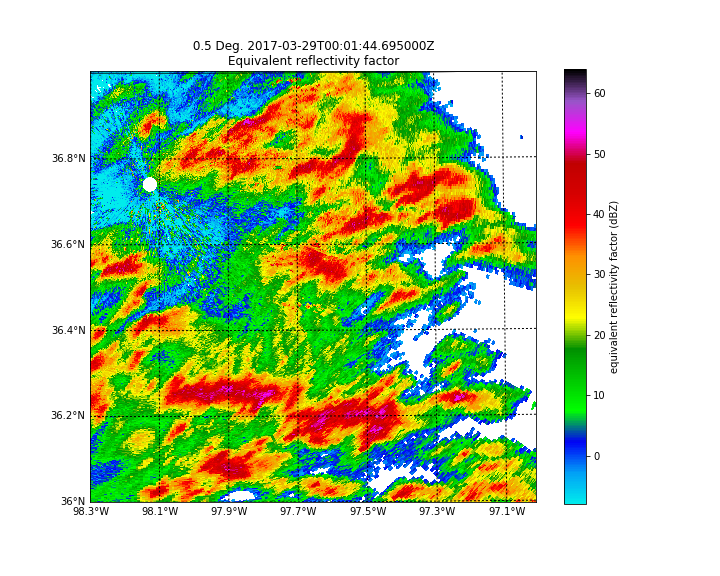 0.5 Deg. 2017-03-29T00:01:44.695000Z
Equivalent reflectivity factor
36.8°N
36.6°N
36.4°N
36.2°N
36°N
98.3°W 98.1°W 97.9°W 97.7°W 97.5°W 97.3°W 97.1°W
60
50
40
30
20
10
0
equivalent reflectivity factor (dBZ)